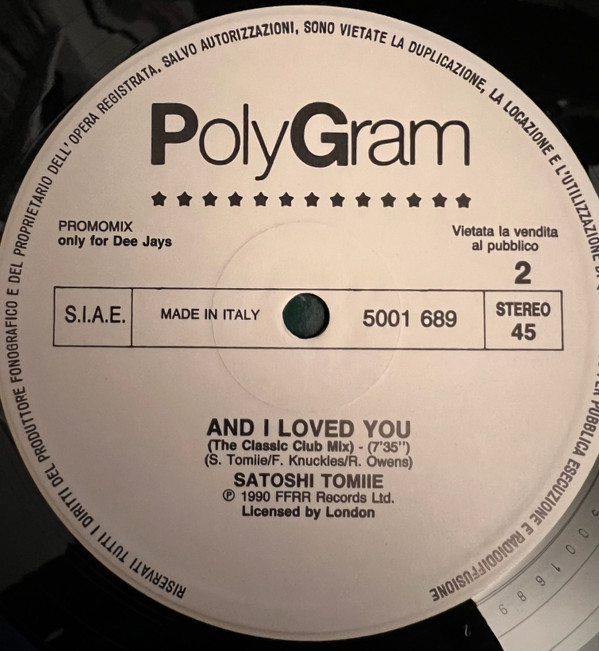 RISERVATI TUTTI I DIRITTI DEL PRODUTTORE FONOGRAFICO E DEL PROPRIETARIO DELL'OPERA REGISTRATA. SALVO AUTORIZZAZIONI, SONO VIETATE LA DUPLICAZIONE, LA LOCAZIONE E L'UTILIZZAZIONE PUBBLICA ESECUZIONE E RADIODIFFUSIONE
PolyGram
PROMOMIX
only for Dee Jays
Vietata la vendita
al pubblico
2
S.I.A.E.
MADE IN ITALY
5001 689
STEREO
45
AND I LOVED YOU
(The Classic Club Mix) - (7'35")
(S. Tomiie/F. Knuckles/R. Owens)
SATOSHI TOMIIE
℗ 1990 FFRR Records Ltd.
Licensed by London
5001689